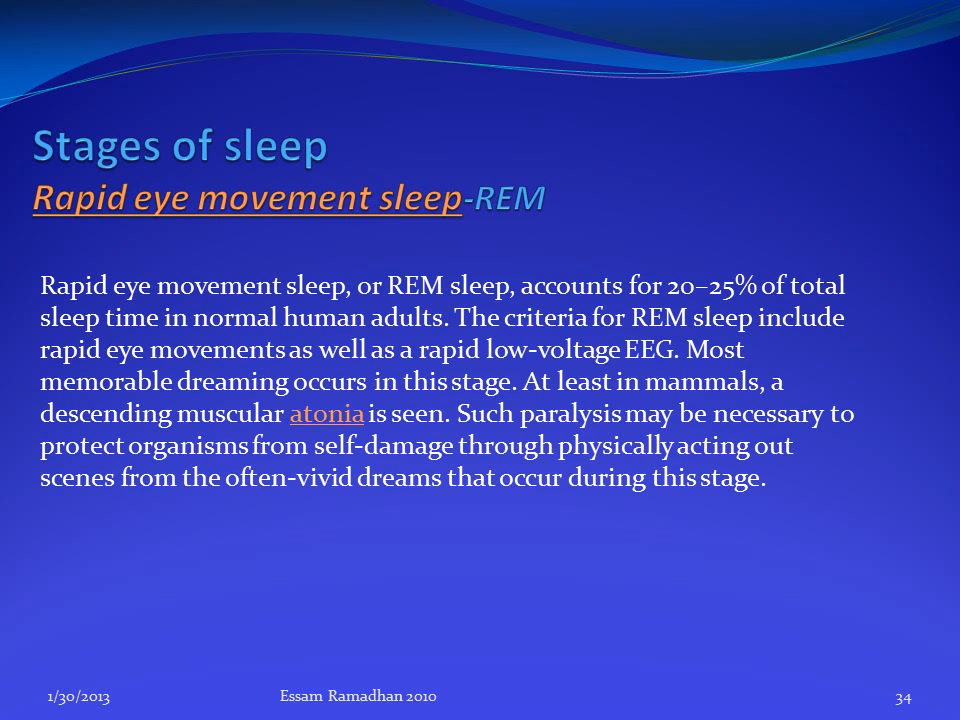 Stages of sleep
Rapid eye movement sleep-REM
Rapid eye movement sleep, or REM sleep, accounts for 20–25% of total
sleep time in normal human adults. The criteria for REM sleep include
rapid eye movements as well as a rapid low-voltage EEG. Most
memorable dreaming occurs in this stage. At least in mammals, a
descending muscular atonia is seen. Such paralysis may be necessary to
protect organisms from self-damage through physically acting out
scenes from the often-vivid dreams that occur during this stage.
1/30/2013 Essam Ramadhan 2010 34